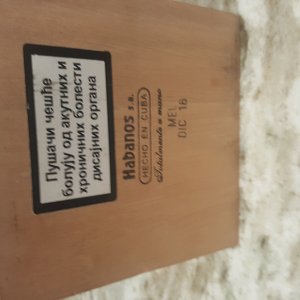 Пушачи чешће
болују од акутних и
хроничних болести
дисајних органа
Habanos s.a.
HECHO EN CUBA
Totalmente a mano
MEL
DIC 16